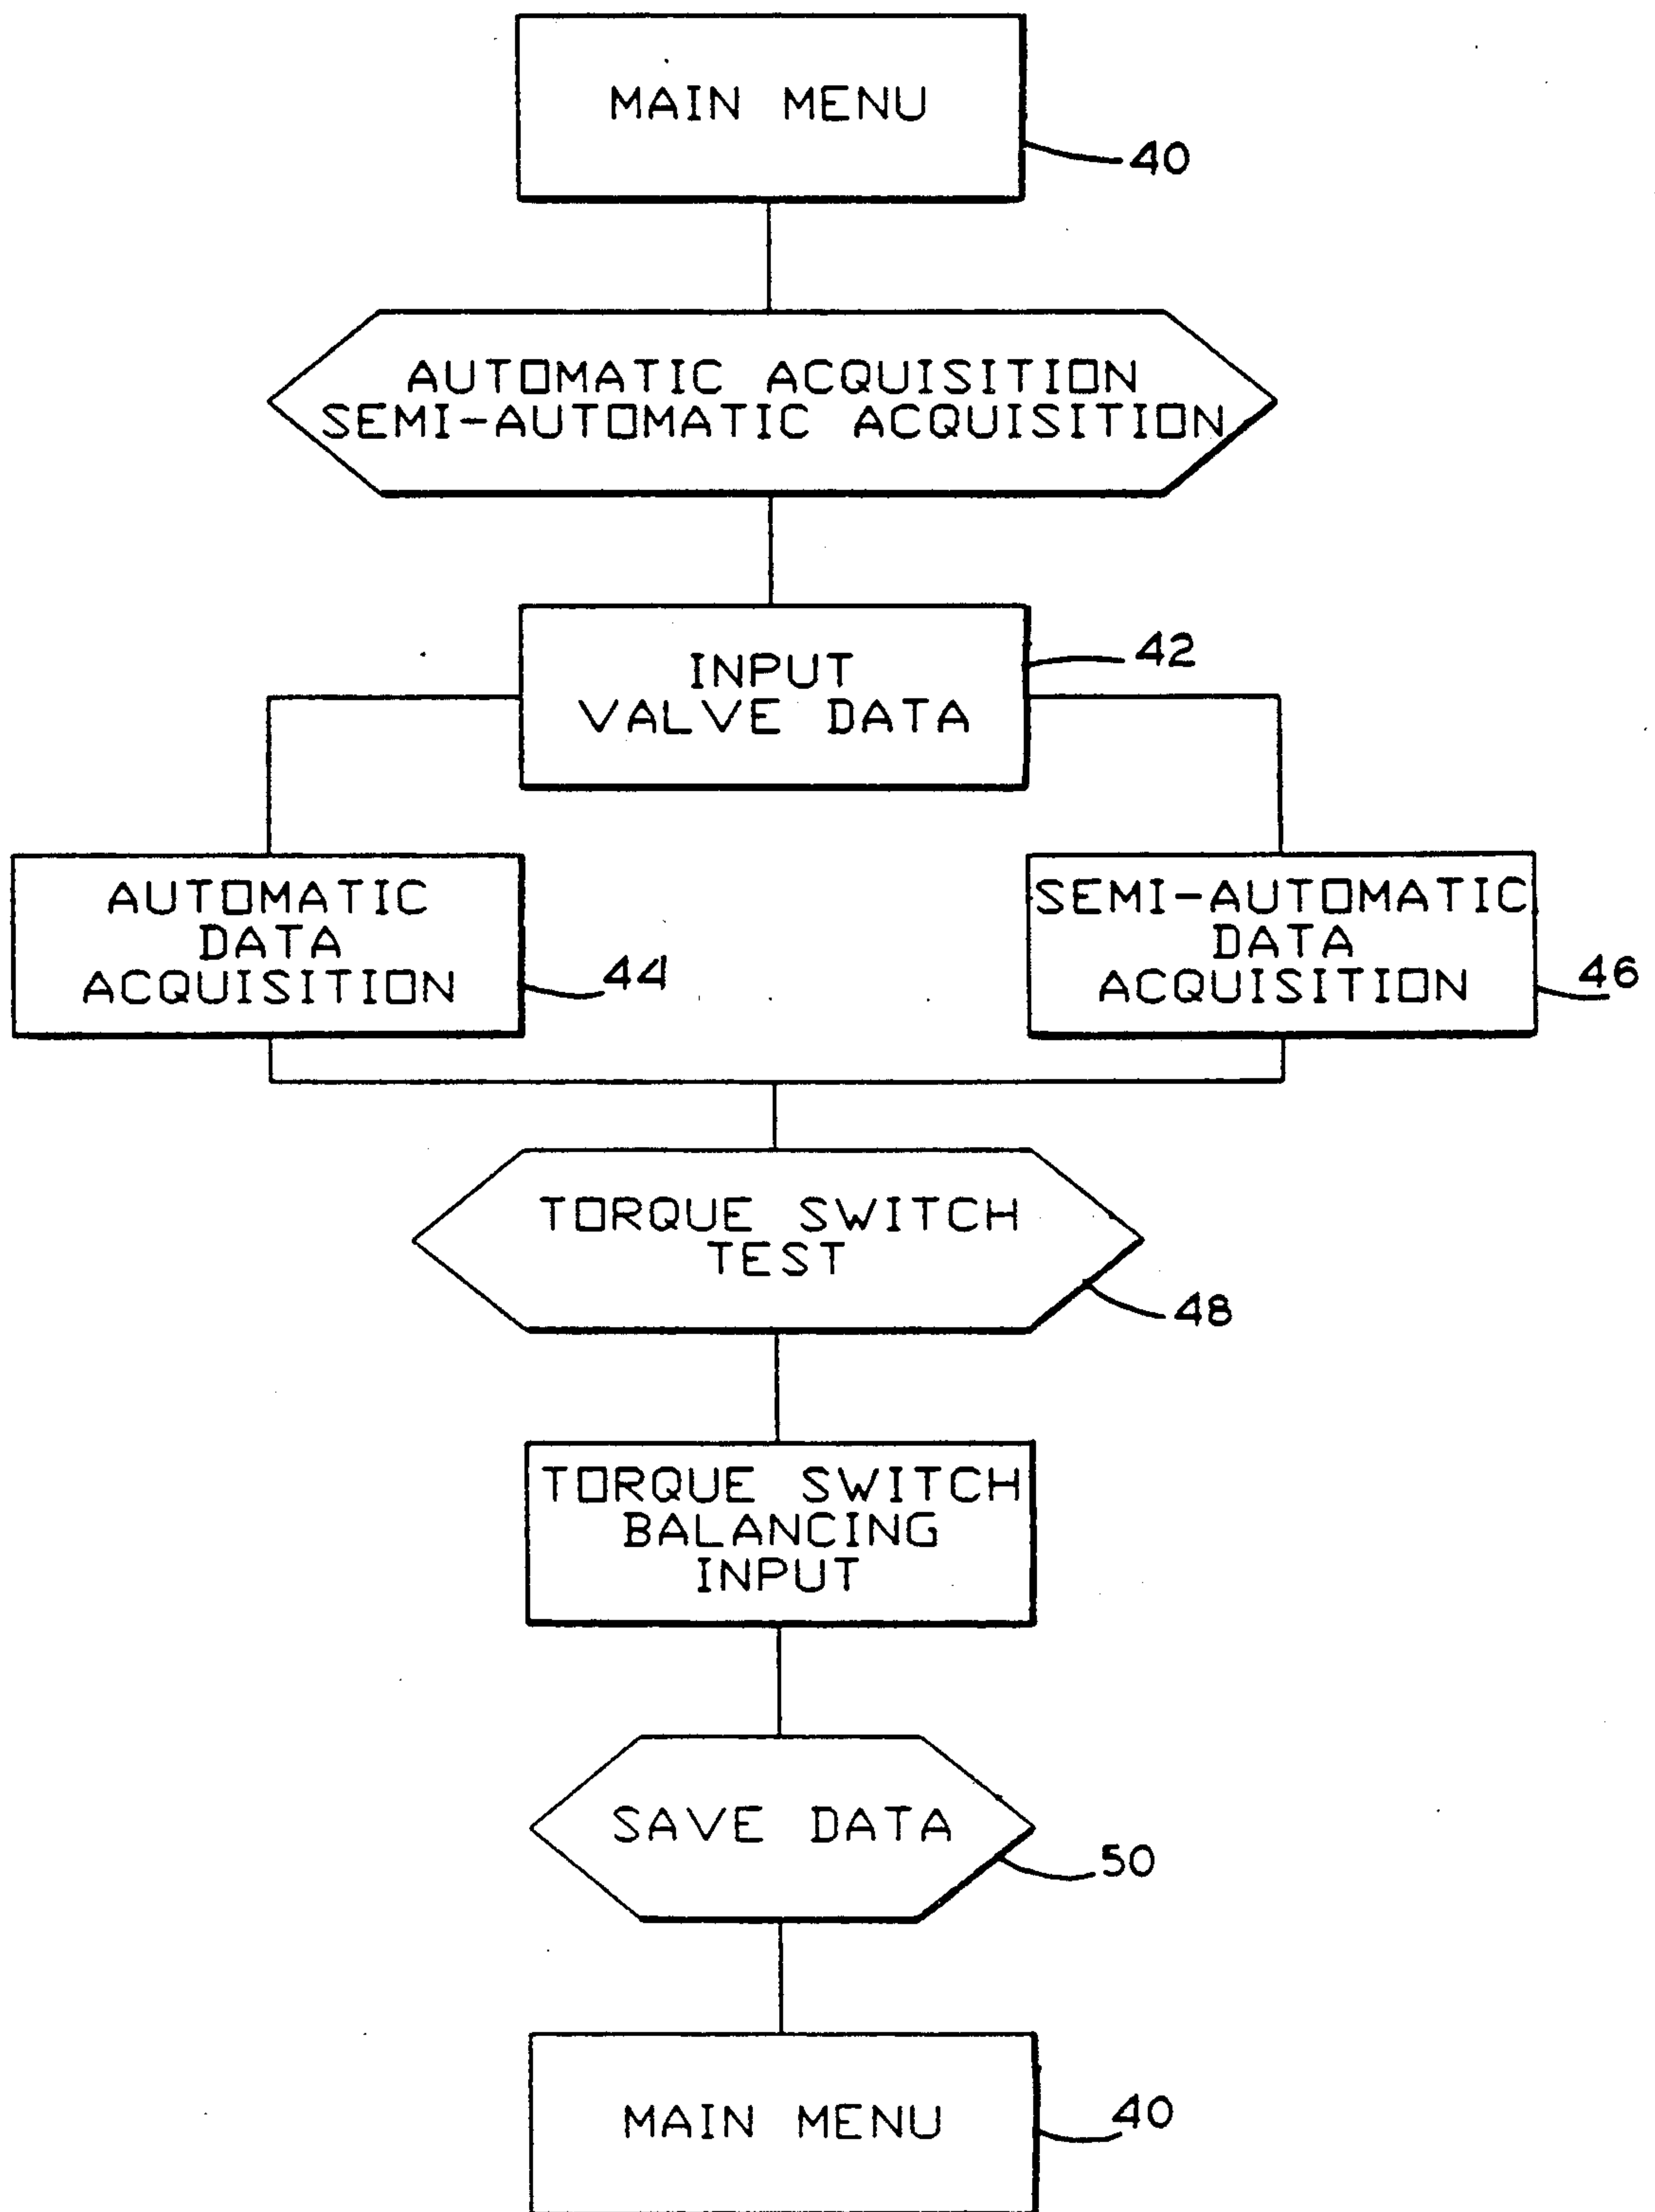 MAIN MENU
40
AUTOMATIC ACQUISITION
SEMI-AUTOMATIC ACQUISITION
INPUT
VALVE DATA
42
AUTOMATIC
DATA
ACQUISITION
44
SEMI-AUTOMATIC
DATA
ACQUISITION
46
TORQUE SWITCH
TEST
48
TORQUE SWITCH
BALANCING
INPUT
SAVE DATA
50
MAIN MENU
40